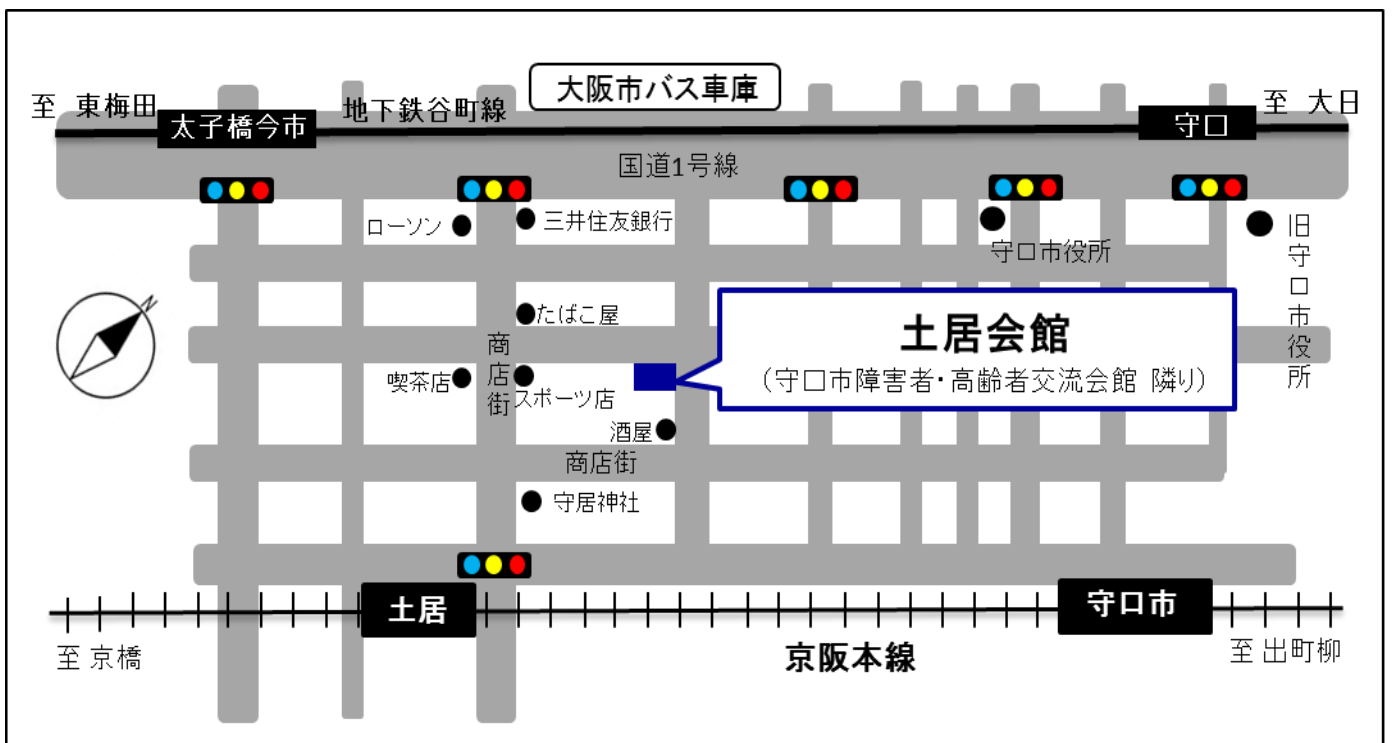 大阪市バス車庫
至 東梅田
太子橋今市
地下鉄谷町線
守口
至 大日
国道1号線
ローソン
三井住友銀行
守口市役所
旧守口市役所
N
たばこ屋
商店街
喫茶店
スポーツ店
土居会館
(守口市障害者・高齢者交流会館 隣り)
酒屋
商店街
守居神社
土居
守口市
至 京橋
京阪本線
至 出町柳